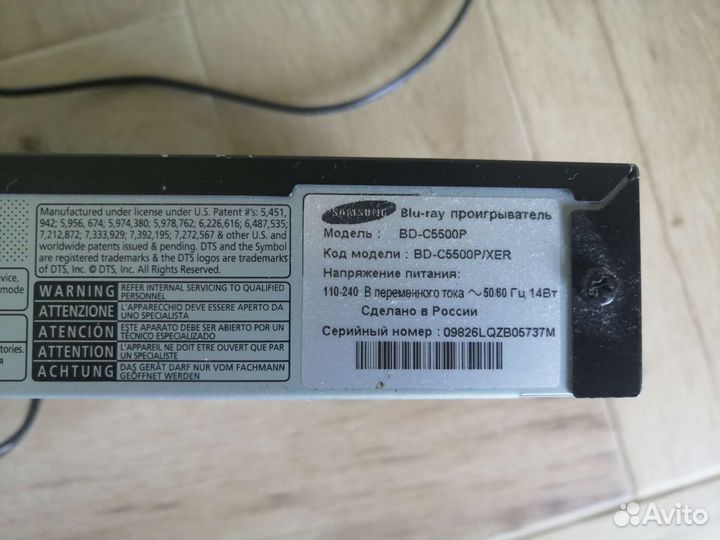 Manufactured under license under U.S. Patent #'s: 5,451,
942; 5,956, 674; 5,974,380; 5,978,762; 6,226,616; 6,487,535;
7,212,872; 7,333,929; 7,392,195; 7,272,567 & other U.S. and
worldwide patents issued & pending. DTS and the Symbol
are registered trademarks & the DTS logos are trademarks
of DTS, Inc. © DTS, Inc. All Rights Reserved.
evice,
mode
tories.
я
WARNING REFER INTERNAL SERVICING TO QUALIFIED
PERSONNEL
ATTENZIONE L'APPARECCHIO DEVE ESSERE APERTO DA
UNO SPECIALISTA
ATENCIÓN ESTE APARATO DEBE SER ABIERTO POR UN
TÉCNICO ESPECIALIZADO
ATTENTION L'APPAREIL NE DOIT ETRE OUVERT QUE PAR
UN SPECIALISTE
ACHTUNG DAS GERÄT DARF NUR VOM FACHMANN
GEÖFFNET WERDEN
SAMSUNG Blu-ray проигрыватель
Модель : BD-C5500P
Код модели : BD-C5500P/XER
Напряжение питания:
110-240 В переменного тока ~ 50/60 Гц 14Вт
Сделано в России
Серийный номер : 09826LQZB05737M
Avito